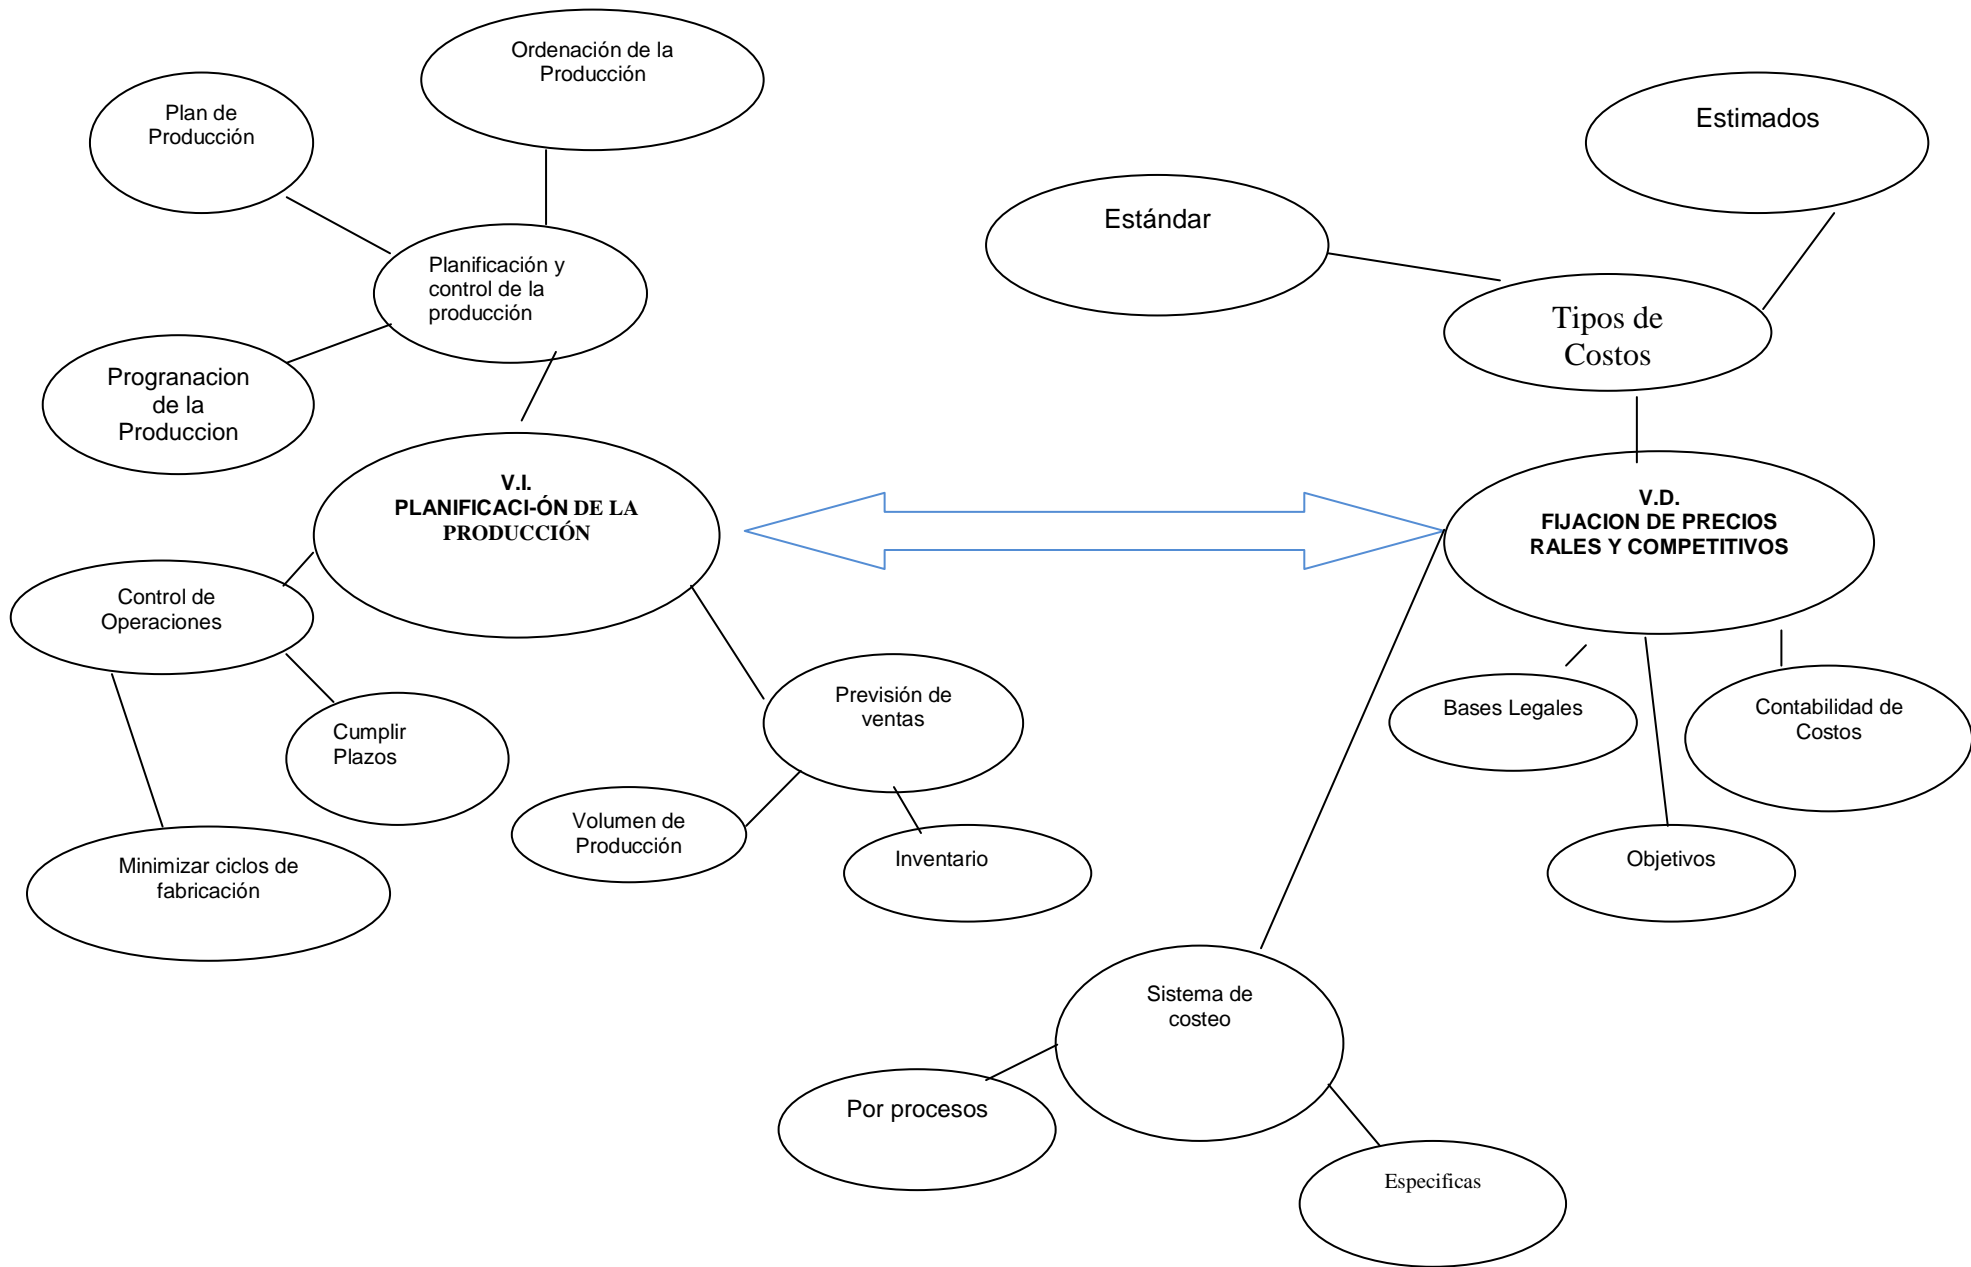 Ordenación de la
Producción
Plan de
Producción
Estimados
Estándar
Planificación y
control de la
producción
Tipos de
Costos
Progranacion
de la
Produccion
V.I.
PLANIFICACI-ÓN DE LA
PRODUCCIÓN
V.D.
FIJACION DE PRECIOS
RALES Y COMPETITIVOS
Control de
Operaciones
Previsión de
ventas
Bases Legales
Contabilidad de
Costos
Cumplir
Plazos
Volumen de
Producción
Inventario
Objetivos
Minimizar ciclos de
fabricación
Sistema de
costeo
Por procesos
Especificas